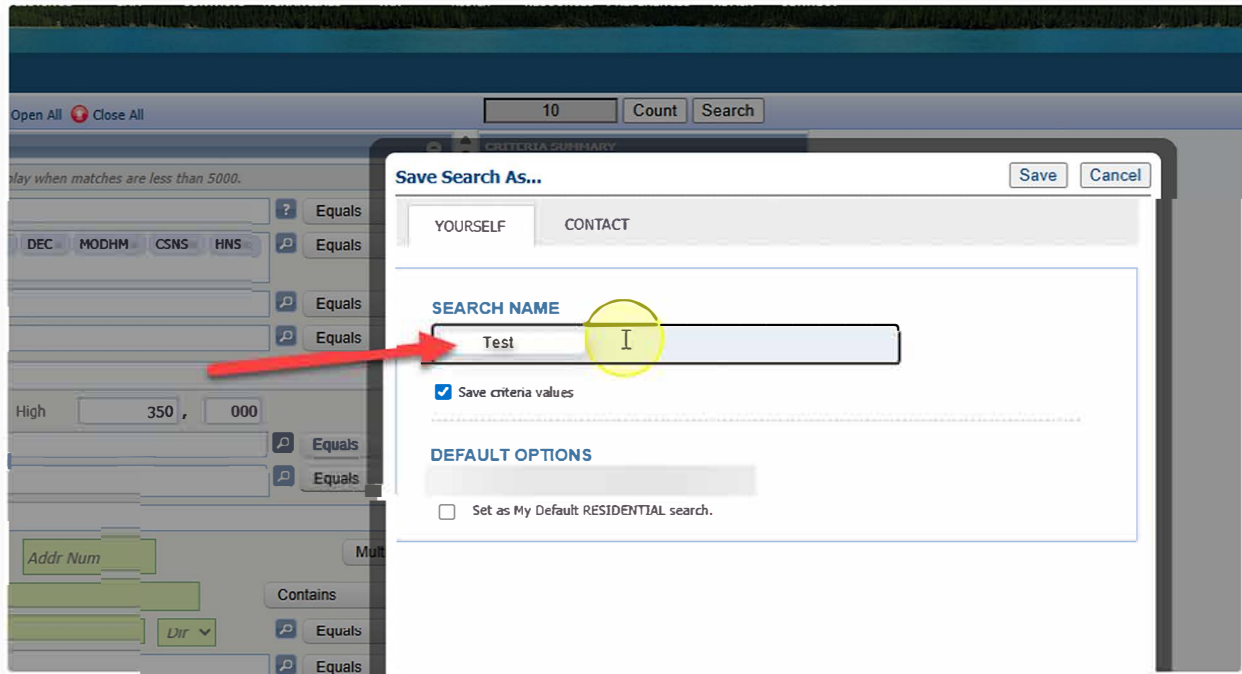 Open All Close All
10 Count Search
CRITERIA SUMMARY
play when matches are less than 5000.
Save Search As...
Save Cancel
YOURSELF CONTACT
? Equals
DEC MODHM CSNS HNS Equals
SEARCH NAME
Equals
Test
Equals
Save criteria values
High 350, 000
Equals
DEFAULT OPTIONS
Equals
Set as My Default RESIDENTIAL search.
Addr Num Mult
Contains
Dir Equals
Equals